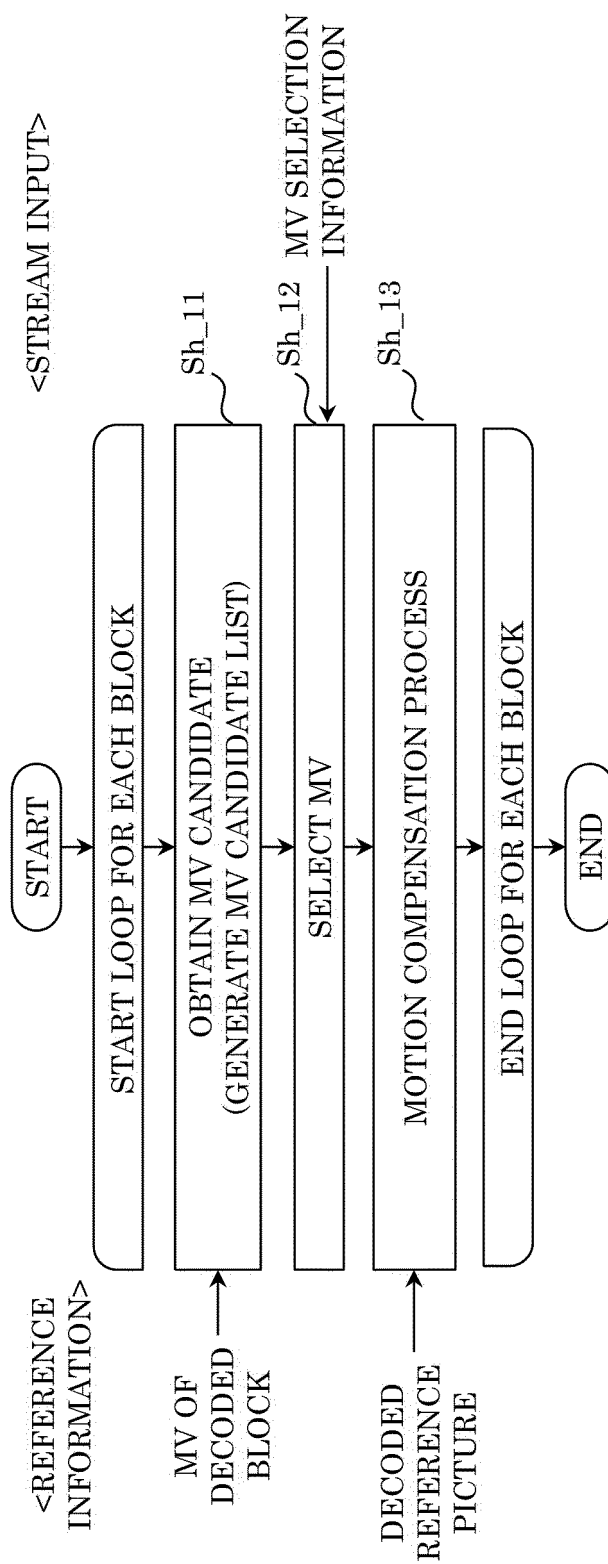 <REFERENCE
INFORMATION>
<STREAM INPUT>
START
START LOOP FOR EACH BLOCK
MV OF
DECODED
BLOCK
OBTAIN MV CANDIDATE
(GENERATE MV CANDIDATE LIST)
Sh_11
SELECT MV
Sh_12
MV SELECTION
INFORMATION
DECODED
REFERENCE
PICTURE
MOTION COMPENSATION PROCESS
Sh_13
END LOOP FOR EACH BLOCK
END